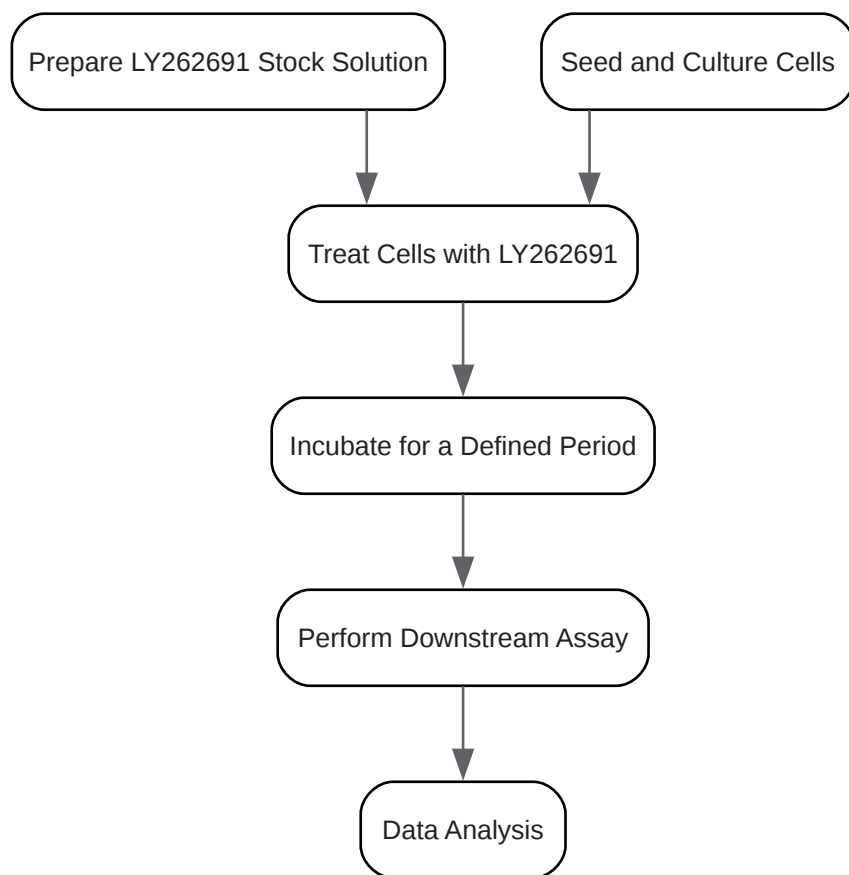 Prepare LY262691 Stock Solution
Seed and Culture Cells
Treat Cells with LY262691
Incubate for a Defined Period
Perform Downstream Assay
Data Analysis